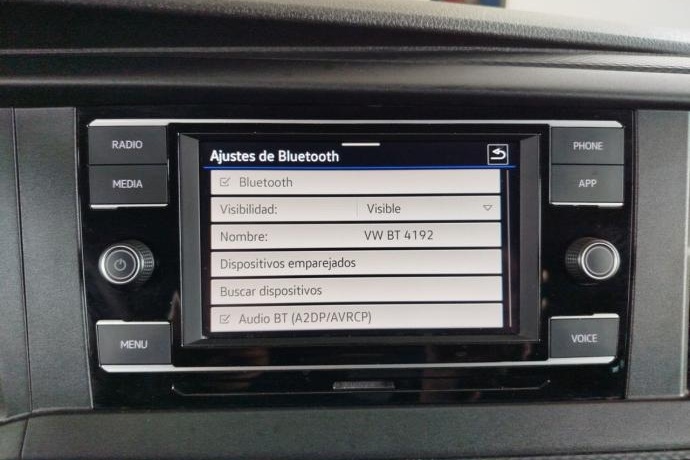 RADIO
MEDIA
MENU
Ajustes de Bluetooth
Bluetooth
Visibilidad: Visible
Nombre: VW BT 4192
Dispositivos emparejados
Buscar dispositivos
Audio BT (A2DP/AVRCP)
PHONE
APP
VOICE